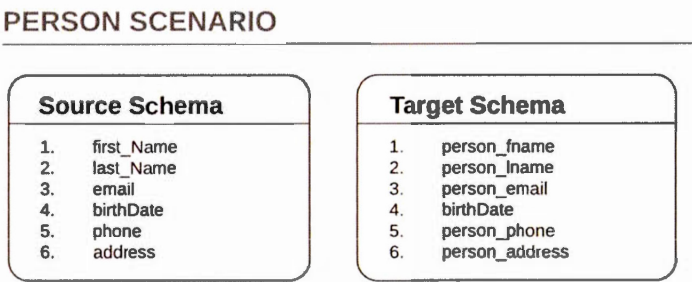 PERSON SCENARIO
Source Schema
1. first_Name
2. last_Name
3. email
4. birthDate
5. phone
6. address
Target Schema
1. person_fname
2. person_lname
3. person_email
4. birthDate
5. person_phone
6. person_address